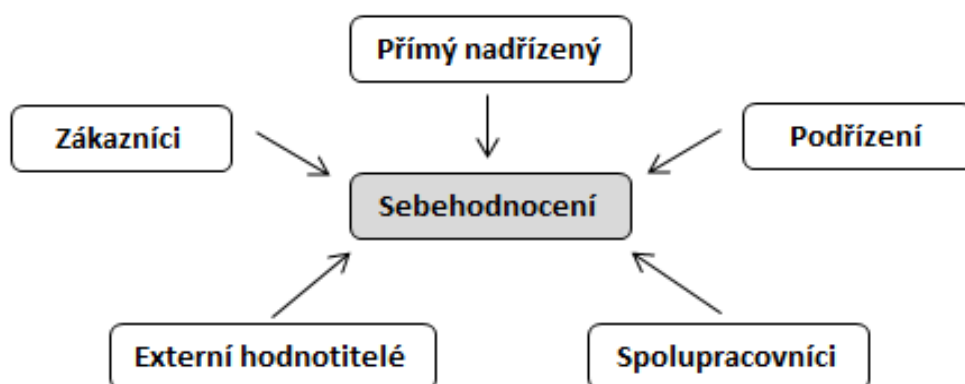 Přímý nadřízený
Zákazníci
Podřízení
Sebehodnocení
Externí hodnotitelé
Spolupracovníci